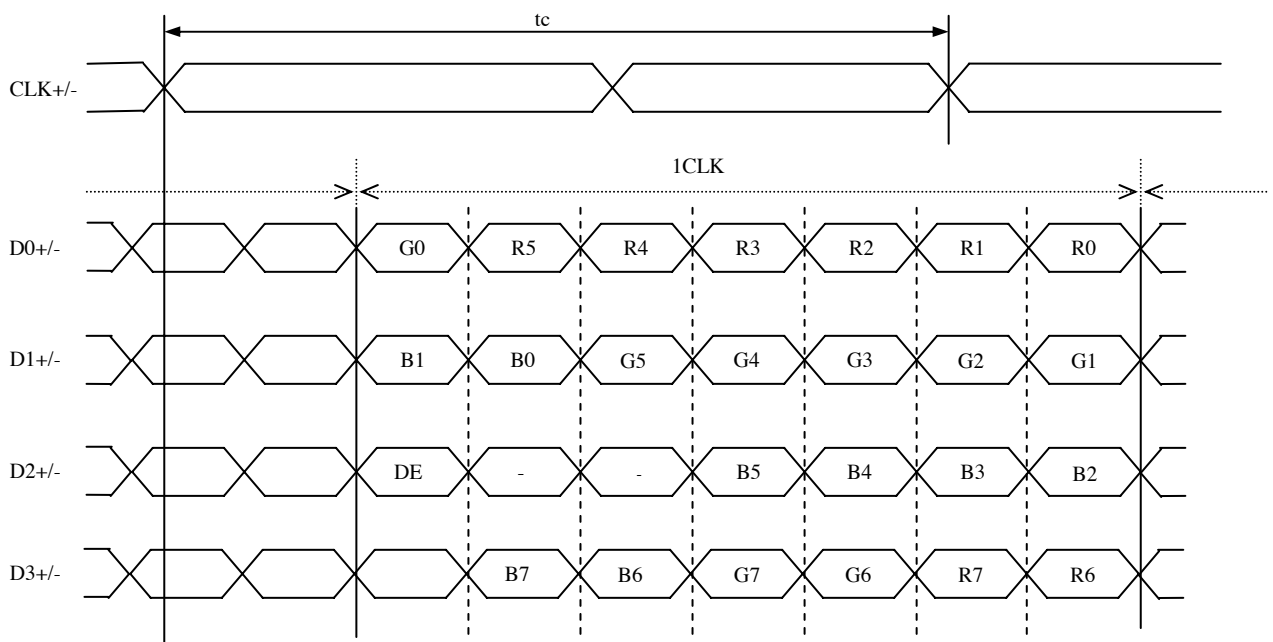 tc
CLK+/-
1CLK
D0+/- G0 R5 R4 R3 R2 R1 R0
D1+/- B1 B0 G5 G4 G3 G2 G1
D2+/- DE - - B5 B4 B3 B2
D3+/- B7 B6 G7 G6 R7 R6